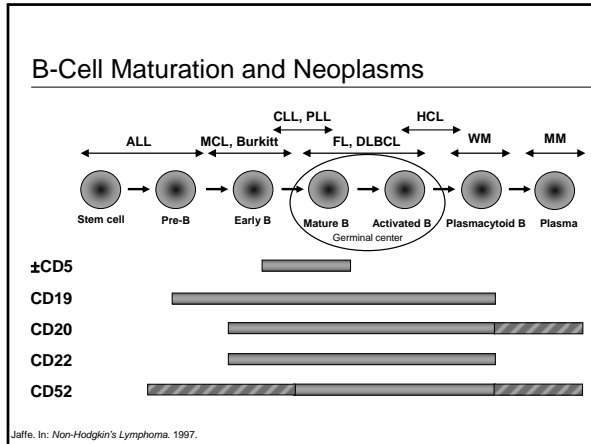 B-Cell Maturation and Neoplasms
CLL, PLL
HCL
ALL
MCL, Burkitt
FL, DLBCL
WM
MM
Stem cell
Pre-B
Early B
Mature B
Activated B
Plasmacytoid B
Plasma
Germinal center
±CD5
CD19
CD20
CD22
CD52
Jaffe. In: Non-Hodgkin's Lymphoma. 1997.